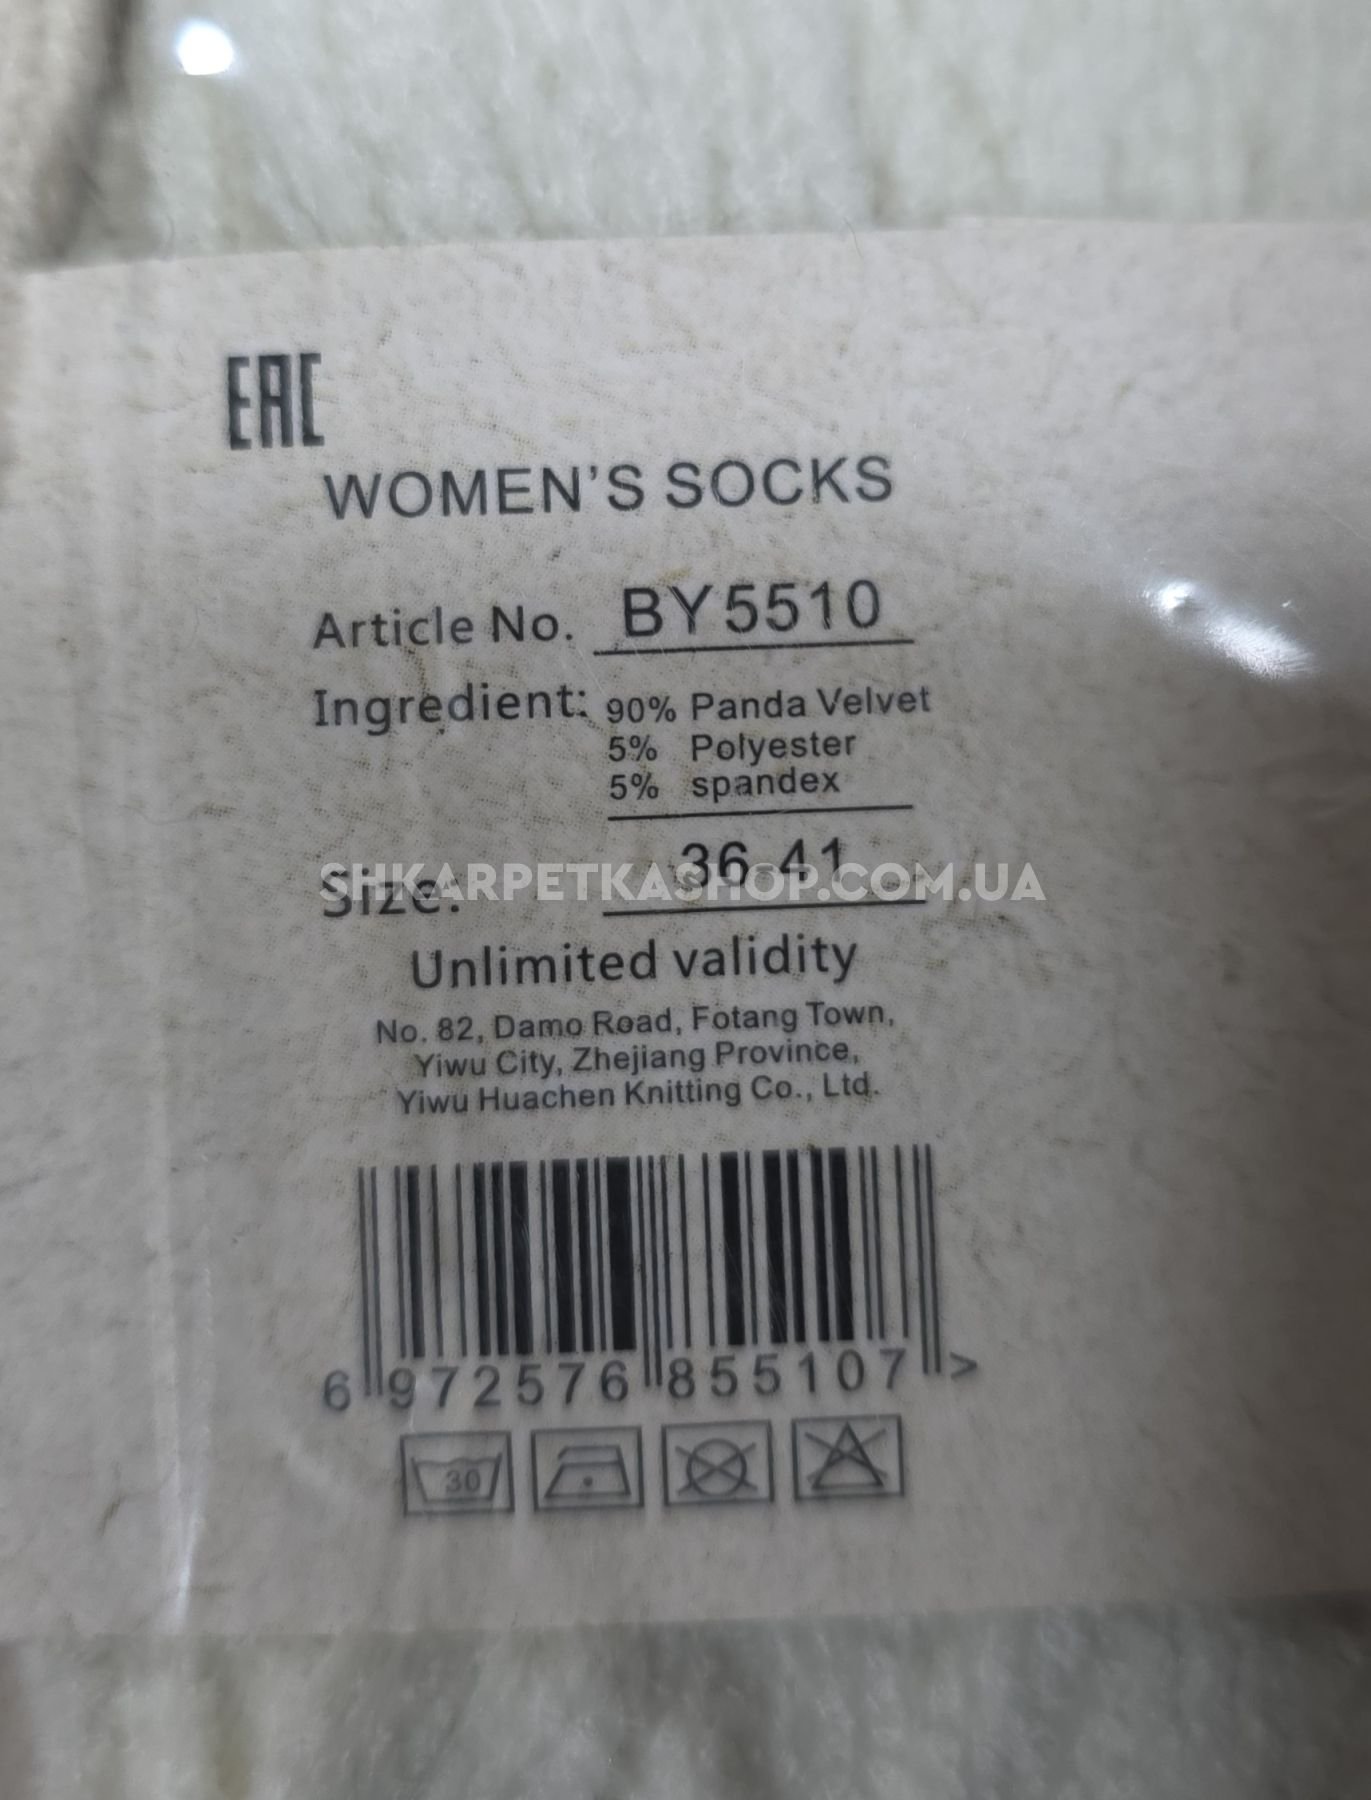 EAC
WOMEN'S SOCKS
Article No. BY5510
Ingredient: 90% Panda Velvet
5% Polyester
5% spandex
Size: 36-41
SHKARPETKASHOP.COM.UA
Unlimited validity
No. 82, Damo Road, Fotang Town,
Yiwu City, Zhejiang Province,
Yiwu Huachen Knitting Co., Ltd.
6 972576 855107 >
30